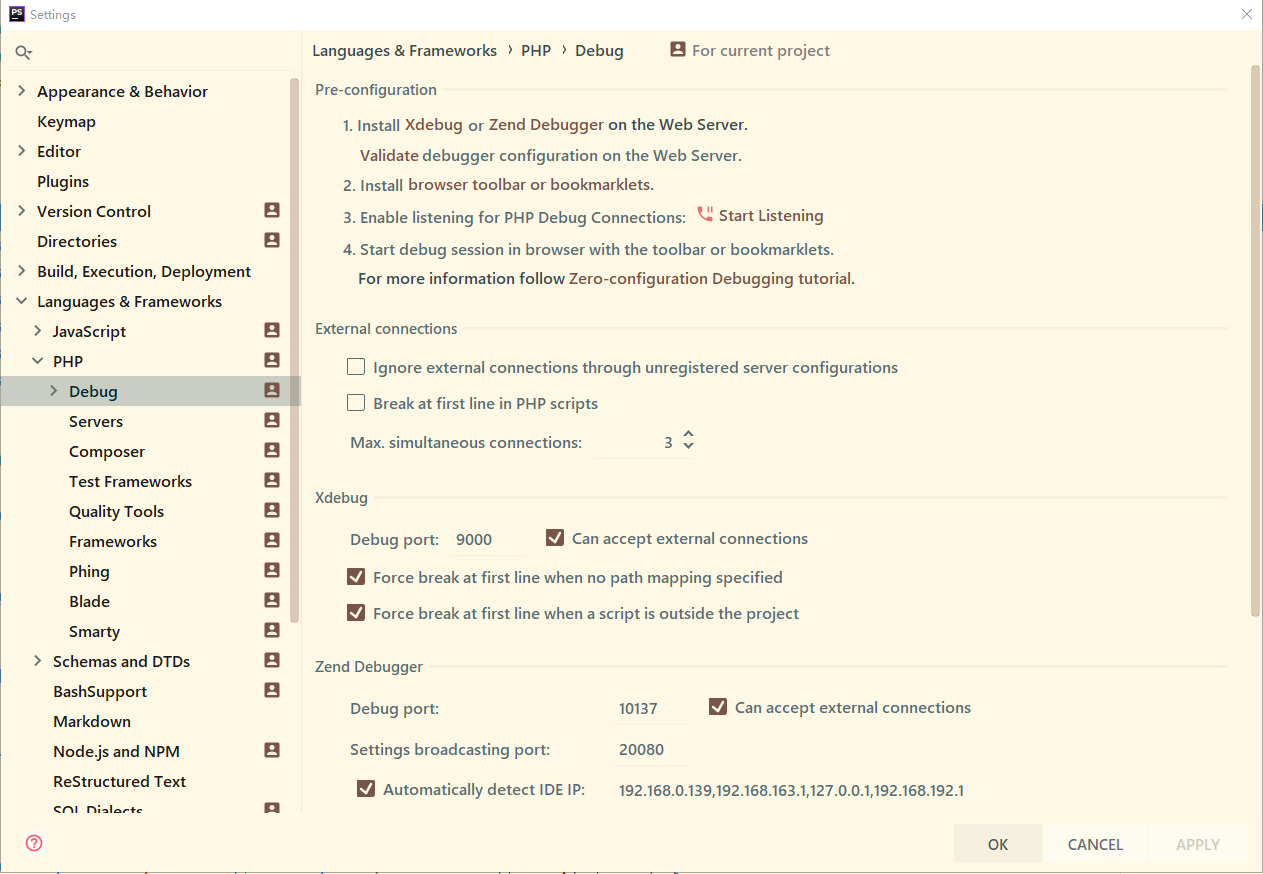 PS Settings
Languages & Frameworks › PHP › Debug For current project
Appearance & Behavior
Keymap
Editor
Plugins
Version Control
Directories
Build, Execution, Deployment
Languages & Frameworks
JavaScript
PHP
Debug
Servers
Composer
Test Frameworks
Quality Tools
Frameworks
Phing
Blade
Smarty
Schemas and DTDs
BashSupport
Markdown
Node.js and NPM
ReStructured Text
SQL Dialects
Pre-configuration
1. Install Xdebug or Zend Debugger on the Web Server.
Validate debugger configuration on the Web Server.
2. Install browser toolbar or bookmarklets.
3. Enable listening for PHP Debug Connections: Start Listening
4. Start debug session in browser with the toolbar or bookmarklets.
For more information follow Zero-configuration Debugging tutorial.
External connections
Ignore external connections through unregistered server configurations
Break at first line in PHP scripts
Max. simultaneous connections: 3
Xdebug
Debug port: 9000 Can accept external connections
Force break at first line when no path mapping specified
Force break at first line when a script is outside the project
Zend Debugger
Debug port: 10137 Can accept external connections
Settings broadcasting port: 20080
Automatically detect IDE IP: 192.168.0.139,192.168.163.1,127.0.0.1,192.168.192.1
? OK CANCEL APPLY